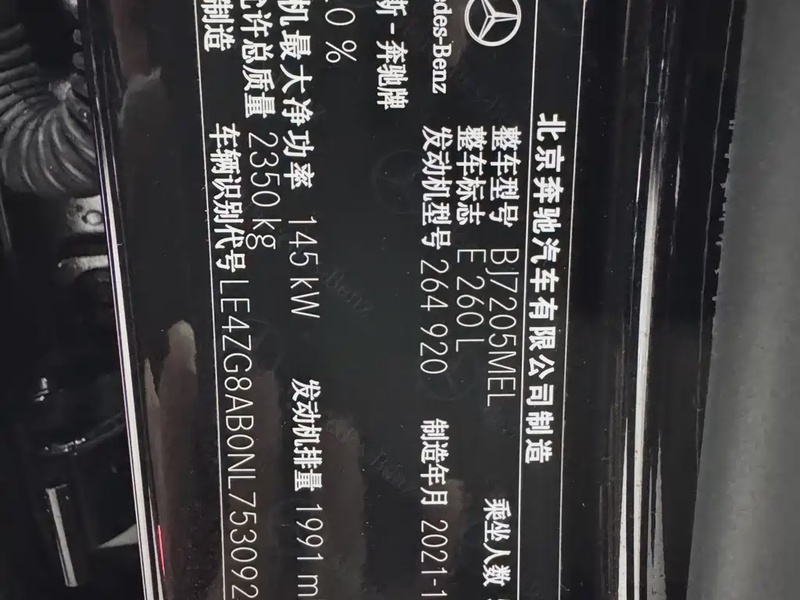 北京奔驰汽车有限公司制造
整车型号 BJ7205MEL 乘坐人数
整车标志 E 260 L
des-Benz 发动机型号 264 920 制造年月 2021-1
斯-奔驰牌
0 %
机最大净功率 145 kW 发动机排量 1991 m
许总质量 2350 kg
制造 车辆识别代号 LE4ZG8AB0NL753092